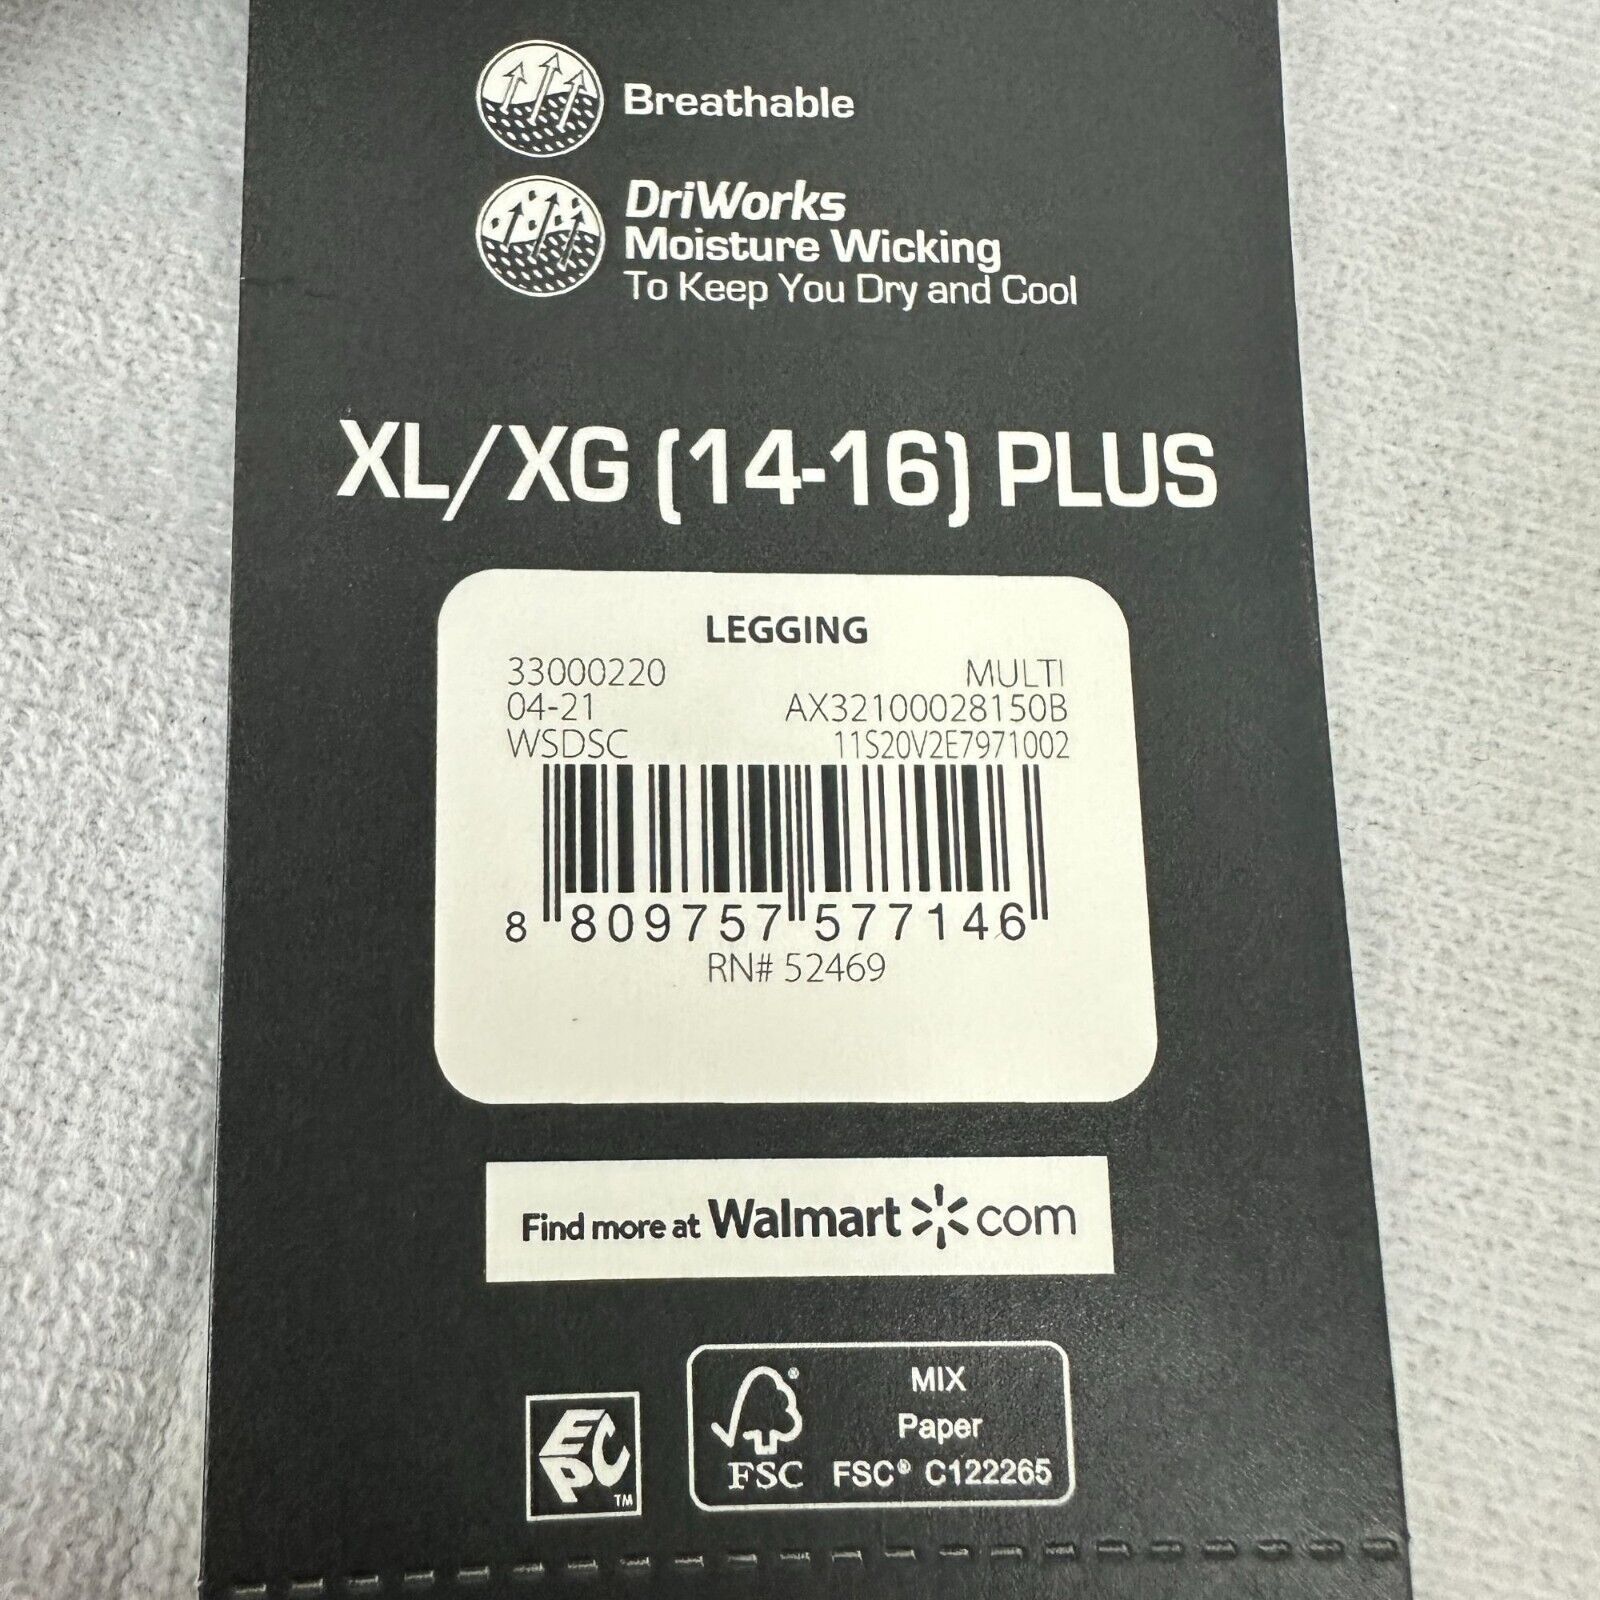 Breathable
DriWorks
Moisture Wicking
To Keep You Dry and Cool
XL/XG (14-16) PLUS
LEGGING
33000220 MULTI
04-21 AX32100028150B
WSDSC 11S20V2E7971002
8 809757 577146
RN# 52469
Find more at Walmart com
EPC
TM
FSC
MIX
Paper
FSC® C122265